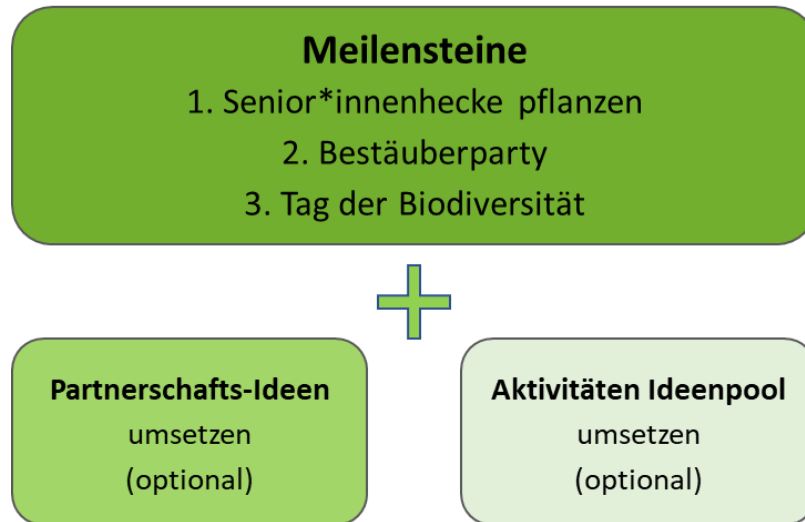 Meilensteine
1. Senior*innenhecke pflanzen
2. Bestäuberparty
3. Tag der Biodiversität
Partnerschafts-Ideen
umsetzen
(optional)
Aktivitäten Ideenpool
umsetzen
(optional)